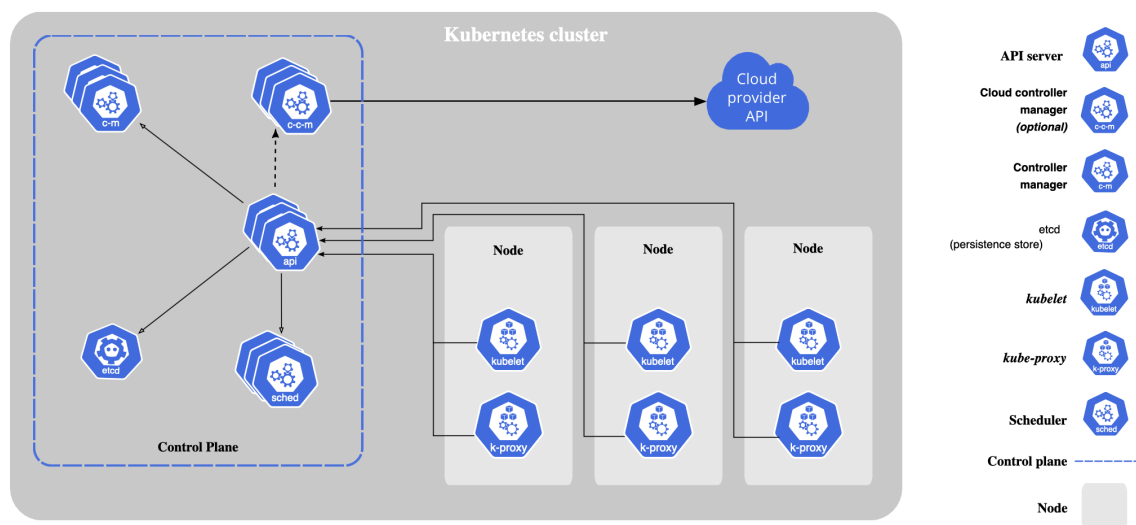 Kubernetes cluster
c-m
c-c-m
Cloud
provider
API
api
etcd
sched
Control Plane
Node
kubelet
k-proxy
Node
kubelet
k-proxy
Node
kubelet
k-proxy
API server
api
Cloud controller
manager
(optional)
c-c-m
Controller
manager
c-m
etcd
(persistence store)
etcd
kubelet
kubelet
kube-proxy
k-proxy
Scheduler
sched
Control plane
Node